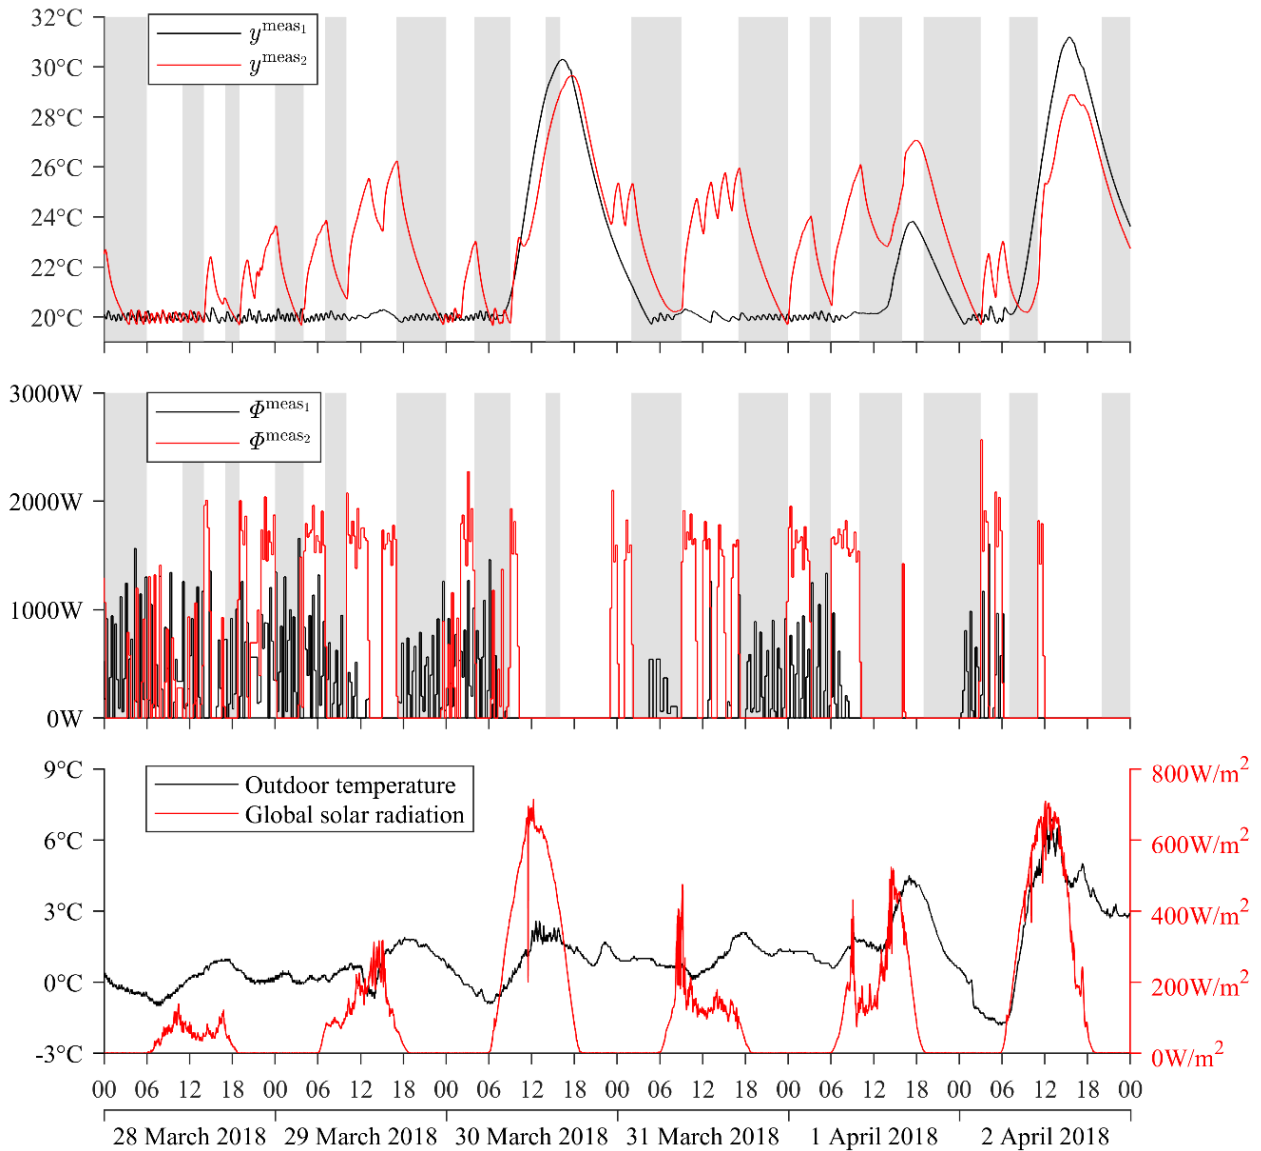 32°C
30°C
28°C
26°C
24°C
22°C
20°C
y^meas₁
y^meas₂
3000W
2000W
1000W
0W
Φ^meas₁
Φ^meas₂
9°C
6°C
3°C
0°C
-3°C
Outdoor temperature
Global solar radiation
800W/m²
600W/m²
400W/m²
200W/m²
0W/m²
00 06 12 18 00 06 12 18 00 06 12 18 00 06 12 18 00 06 12 18 00 06 12 18 00
28 March 2018 29 March 2018 30 March 2018 31 March 2018 1 April 2018 2 April 2018